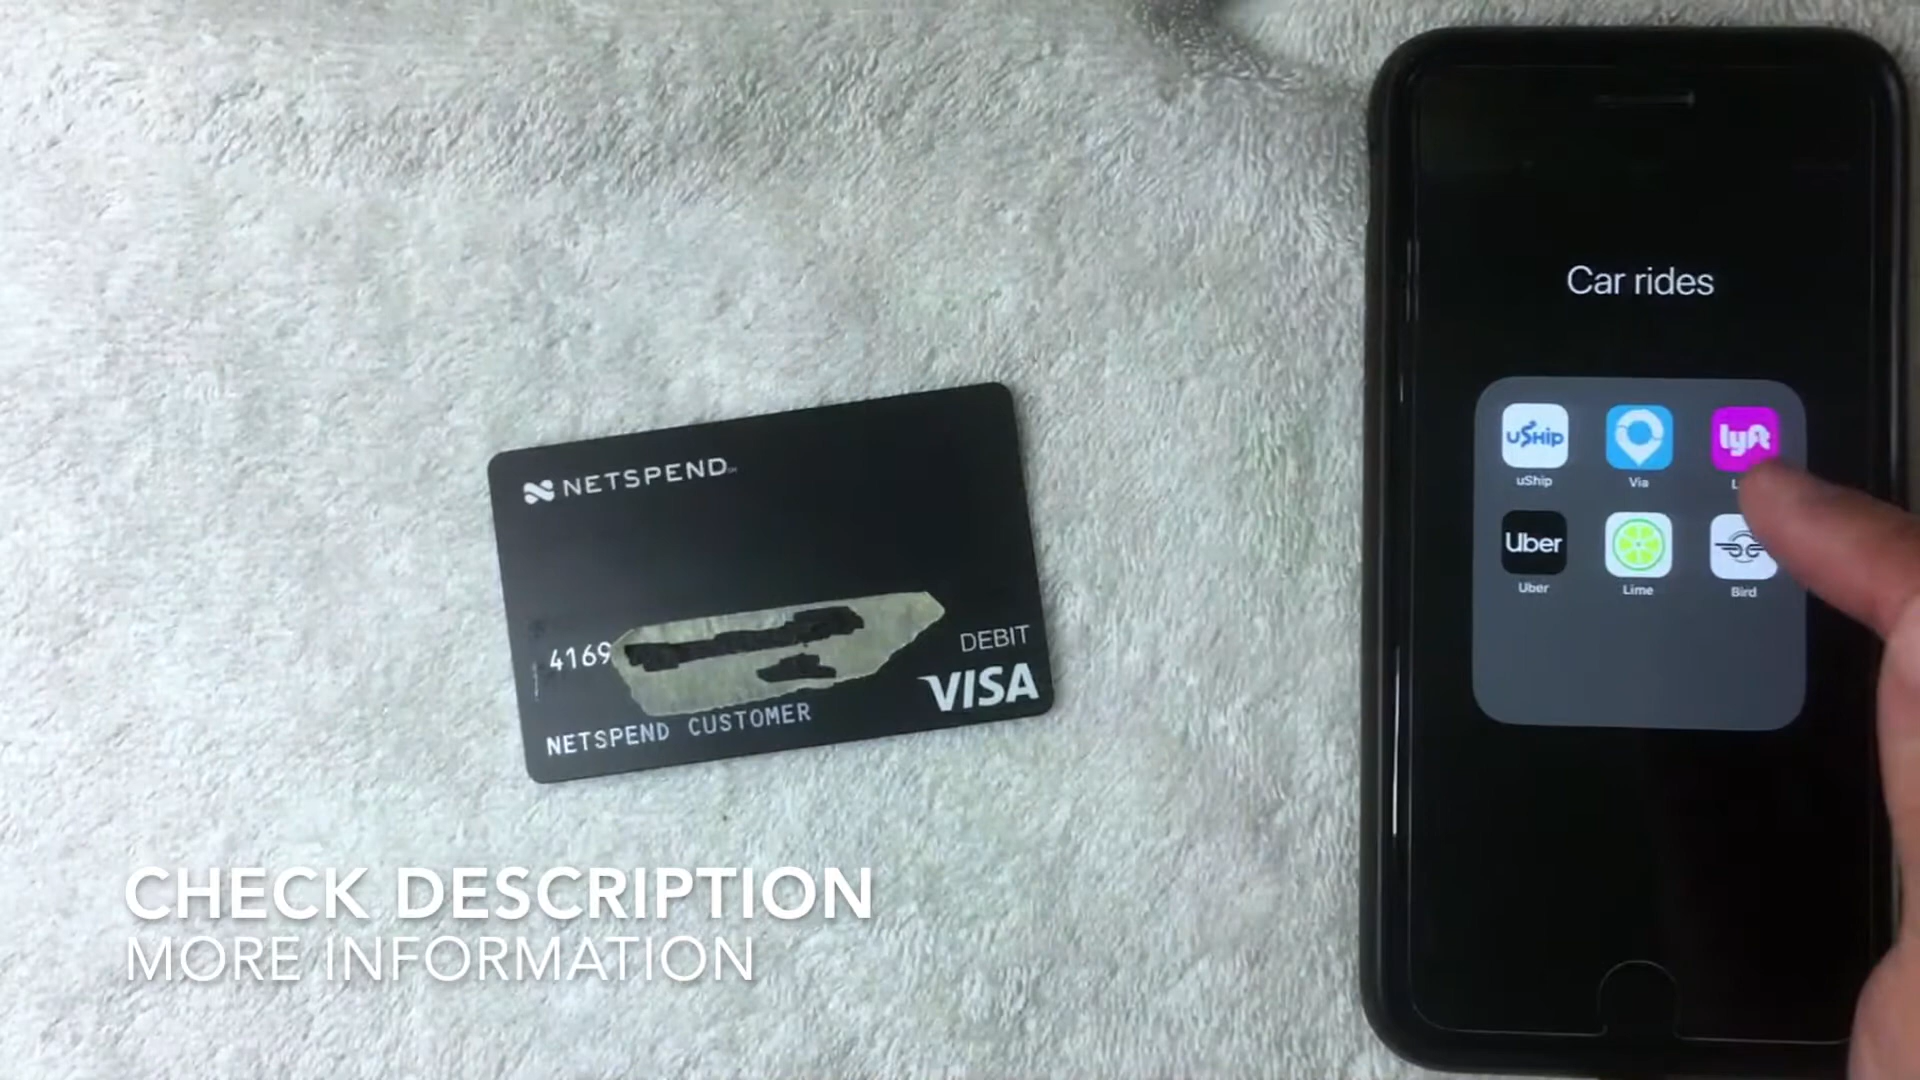 NETSPEND
4169
DEBIT
VISA
NETSPEND CUSTOMER
Car rides
uShip
Via
lyft
uShip
Via
Uber
Uber
Lime
Bird
CHECK DESCRIPTION
MORE INFORMATION